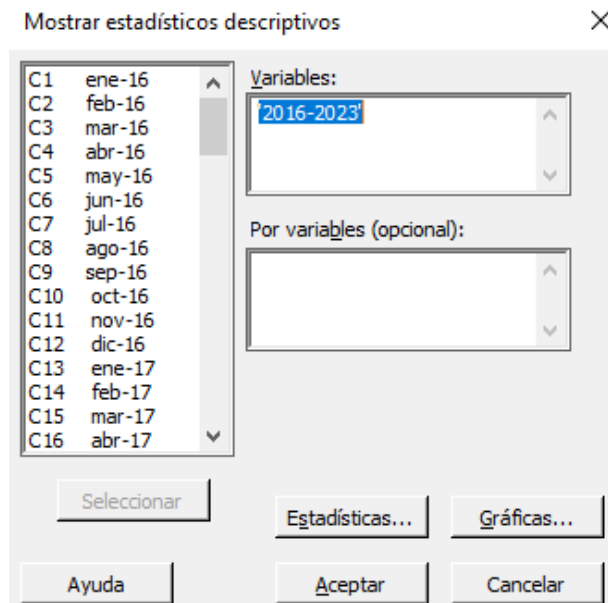 Mostrar estadísticos descriptivos
C1 ene-16
C2 feb-16
C3 mar-16
C4 abr-16
C5 may-16
C6 jun-16
C7 jul-16
C8 ago-16
C9 sep-16
C10 oct-16
C11 nov-16
C12 dic-16
C13 ene-17
C14 feb-17
C15 mar-17
C16 abr-17
Variables:
'2016-2023'
Por variables (opcional):
Seleccionar
Estadísticas...
Gráficas...
Ayuda
Aceptar
Cancelar